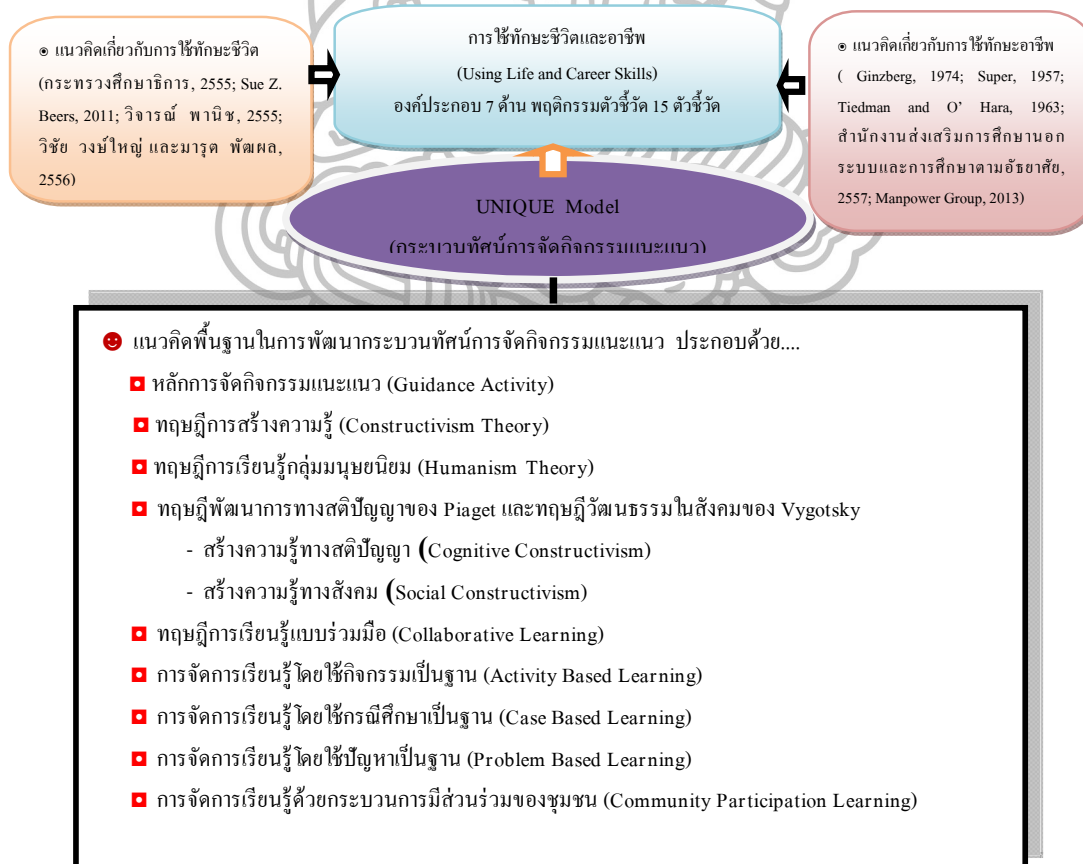 ๏ แนวคิดเกี่ยวกับการใช้ทักษะชีวิต
(กระทรวงศึกษาธิการ, 2555; Sue Z.
Beers, 2011; วิจารณ์ พานิช, 2555;
วิชัย วงษ์ใหญ่ และมารุต พัฒผล,
2556)
การใช้ทักษะชีวิตและอาชีพ
(Using Life and Career Skills)
องค์ประกอบ 7 ด้าน พฤติกรรมตัวชี้วัด 15 ตัวชี้วัด
๏ แนวคิดเกี่ยวกับการใช้ทักษะอาชีพ
( Ginzberg, 1974; Super, 1957;
Tiedman and O' Hara, 1963;
สำนักงานส่งเสริมการศึกษานอก
ระบบและการศึกษาตามอัธยาศัย,
2557; Manpower Group, 2013)
UNIQUE Model
(กระบวนทัศน์การจัดกิจกรรมแนะแนว)
แนวคิดพื้นฐานในการพัฒนากระบวนทัศน์การจัดกิจกรรมแนะแนว ประกอบด้วย....
หลักการจัดกิจกรรมแนะแนว (Guidance Activity)
ทฤษฎีการสร้างความรู้ (Constructivism Theory)
ทฤษฎีการเรียนรู้กลุ่มมนุษยนิยม (Humanism Theory)
ทฤษฎีพัฒนาการทางสติปัญญาของ Piaget และทฤษฎีวัฒนธรรมในสังคมของ Vygotsky
- สร้างความรู้ทางสติปัญญา (Cognitive Constructivism)
- สร้างความรู้ทางสังคม (Social Constructivism)
ทฤษฎีการเรียนรู้แบบร่วมมือ (Collaborative Learning)
การจัดการเรียนรู้โดยใช้กิจกรรมเป็นฐาน (Activity Based Learning)
การจัดการเรียนรู้โดยใช้กรณีศึกษาเป็นฐาน (Case Based Learning)
การจัดการเรียนรู้โดยใช้ปัญหาเป็นฐาน (Problem Based Learning)
การจัดการเรียนรู้ด้วยกระบวนการมีส่วนร่วมของชุมชน (Community Participation Learning)